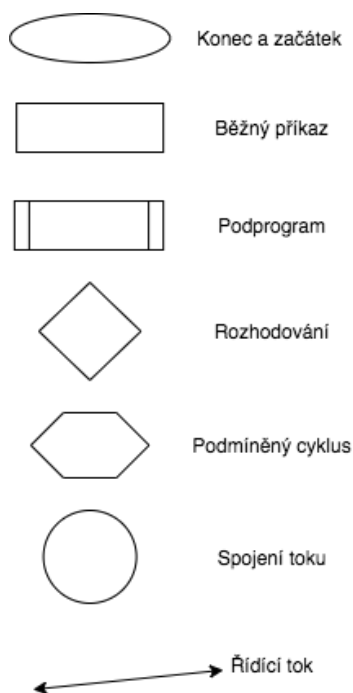 Konec a začátek
Běžný příkaz
Podprogram
Rozhodování
Podmíněný cyklus
Spojení toku
Řídící tok